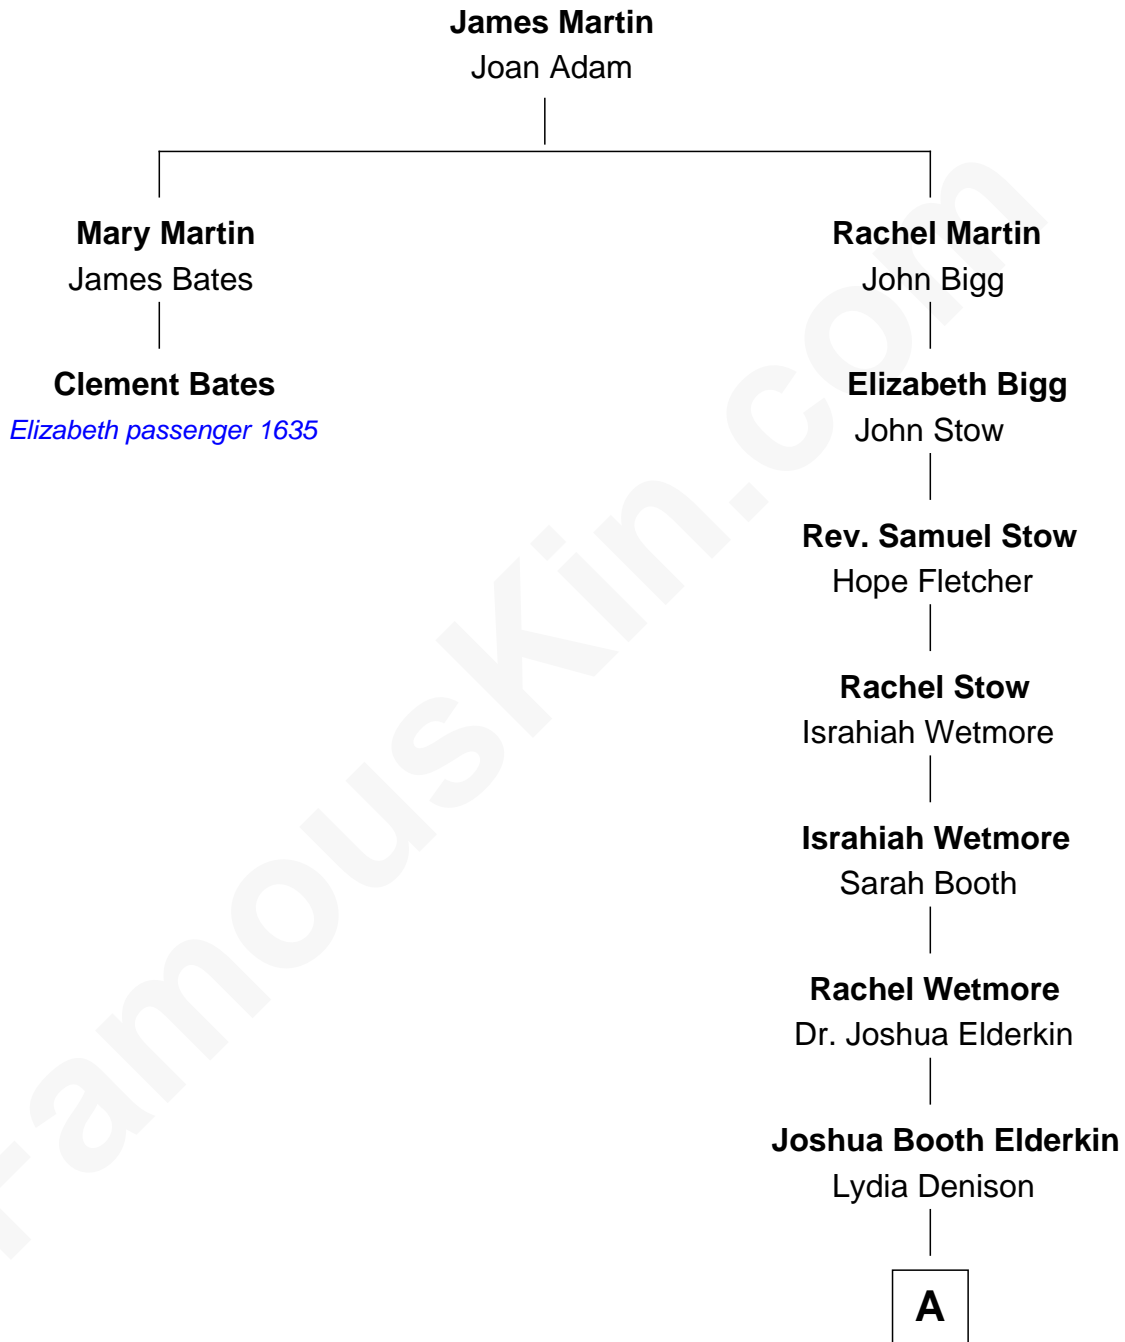 James Martin
Joan Adam
Mary Martin
James Bates
Rachel Martin
John Bigg
Clement Bates
Elizabeth passenger 1635
Elizabeth Bigg
John Stow
Rev. Samuel Stow
Hope Fletcher
Rachel Stow
Israhiah Wetmore
Israhiah Wetmore
Sarah Booth
Rachel Wetmore
Dr. Joshua Elderkin
Joshua Booth Elderkin
Lydia Denison
A
FamousKin.com